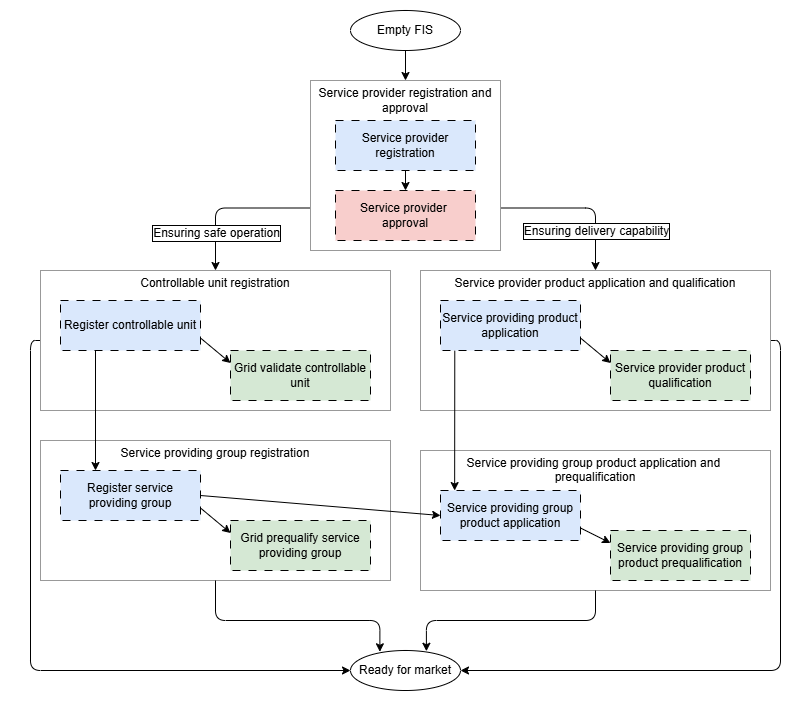 Empty FIS
Service provider registration and
approval
Service provider
registration
Service provider
approval
Ensuring safe operation
Ensuring delivery capability
Controllable unit registration
Register controllable unit
Grid validate controllable
unit
Service provider product application and qualification
Service providing product
application
Service provider product
qualification
Service providing group registration
Register service
providing group
Grid prequalify service
providing group
Service providing group product application and
prequalification
Service providing group
product application
Service providing group
product prequalification
Ready for market